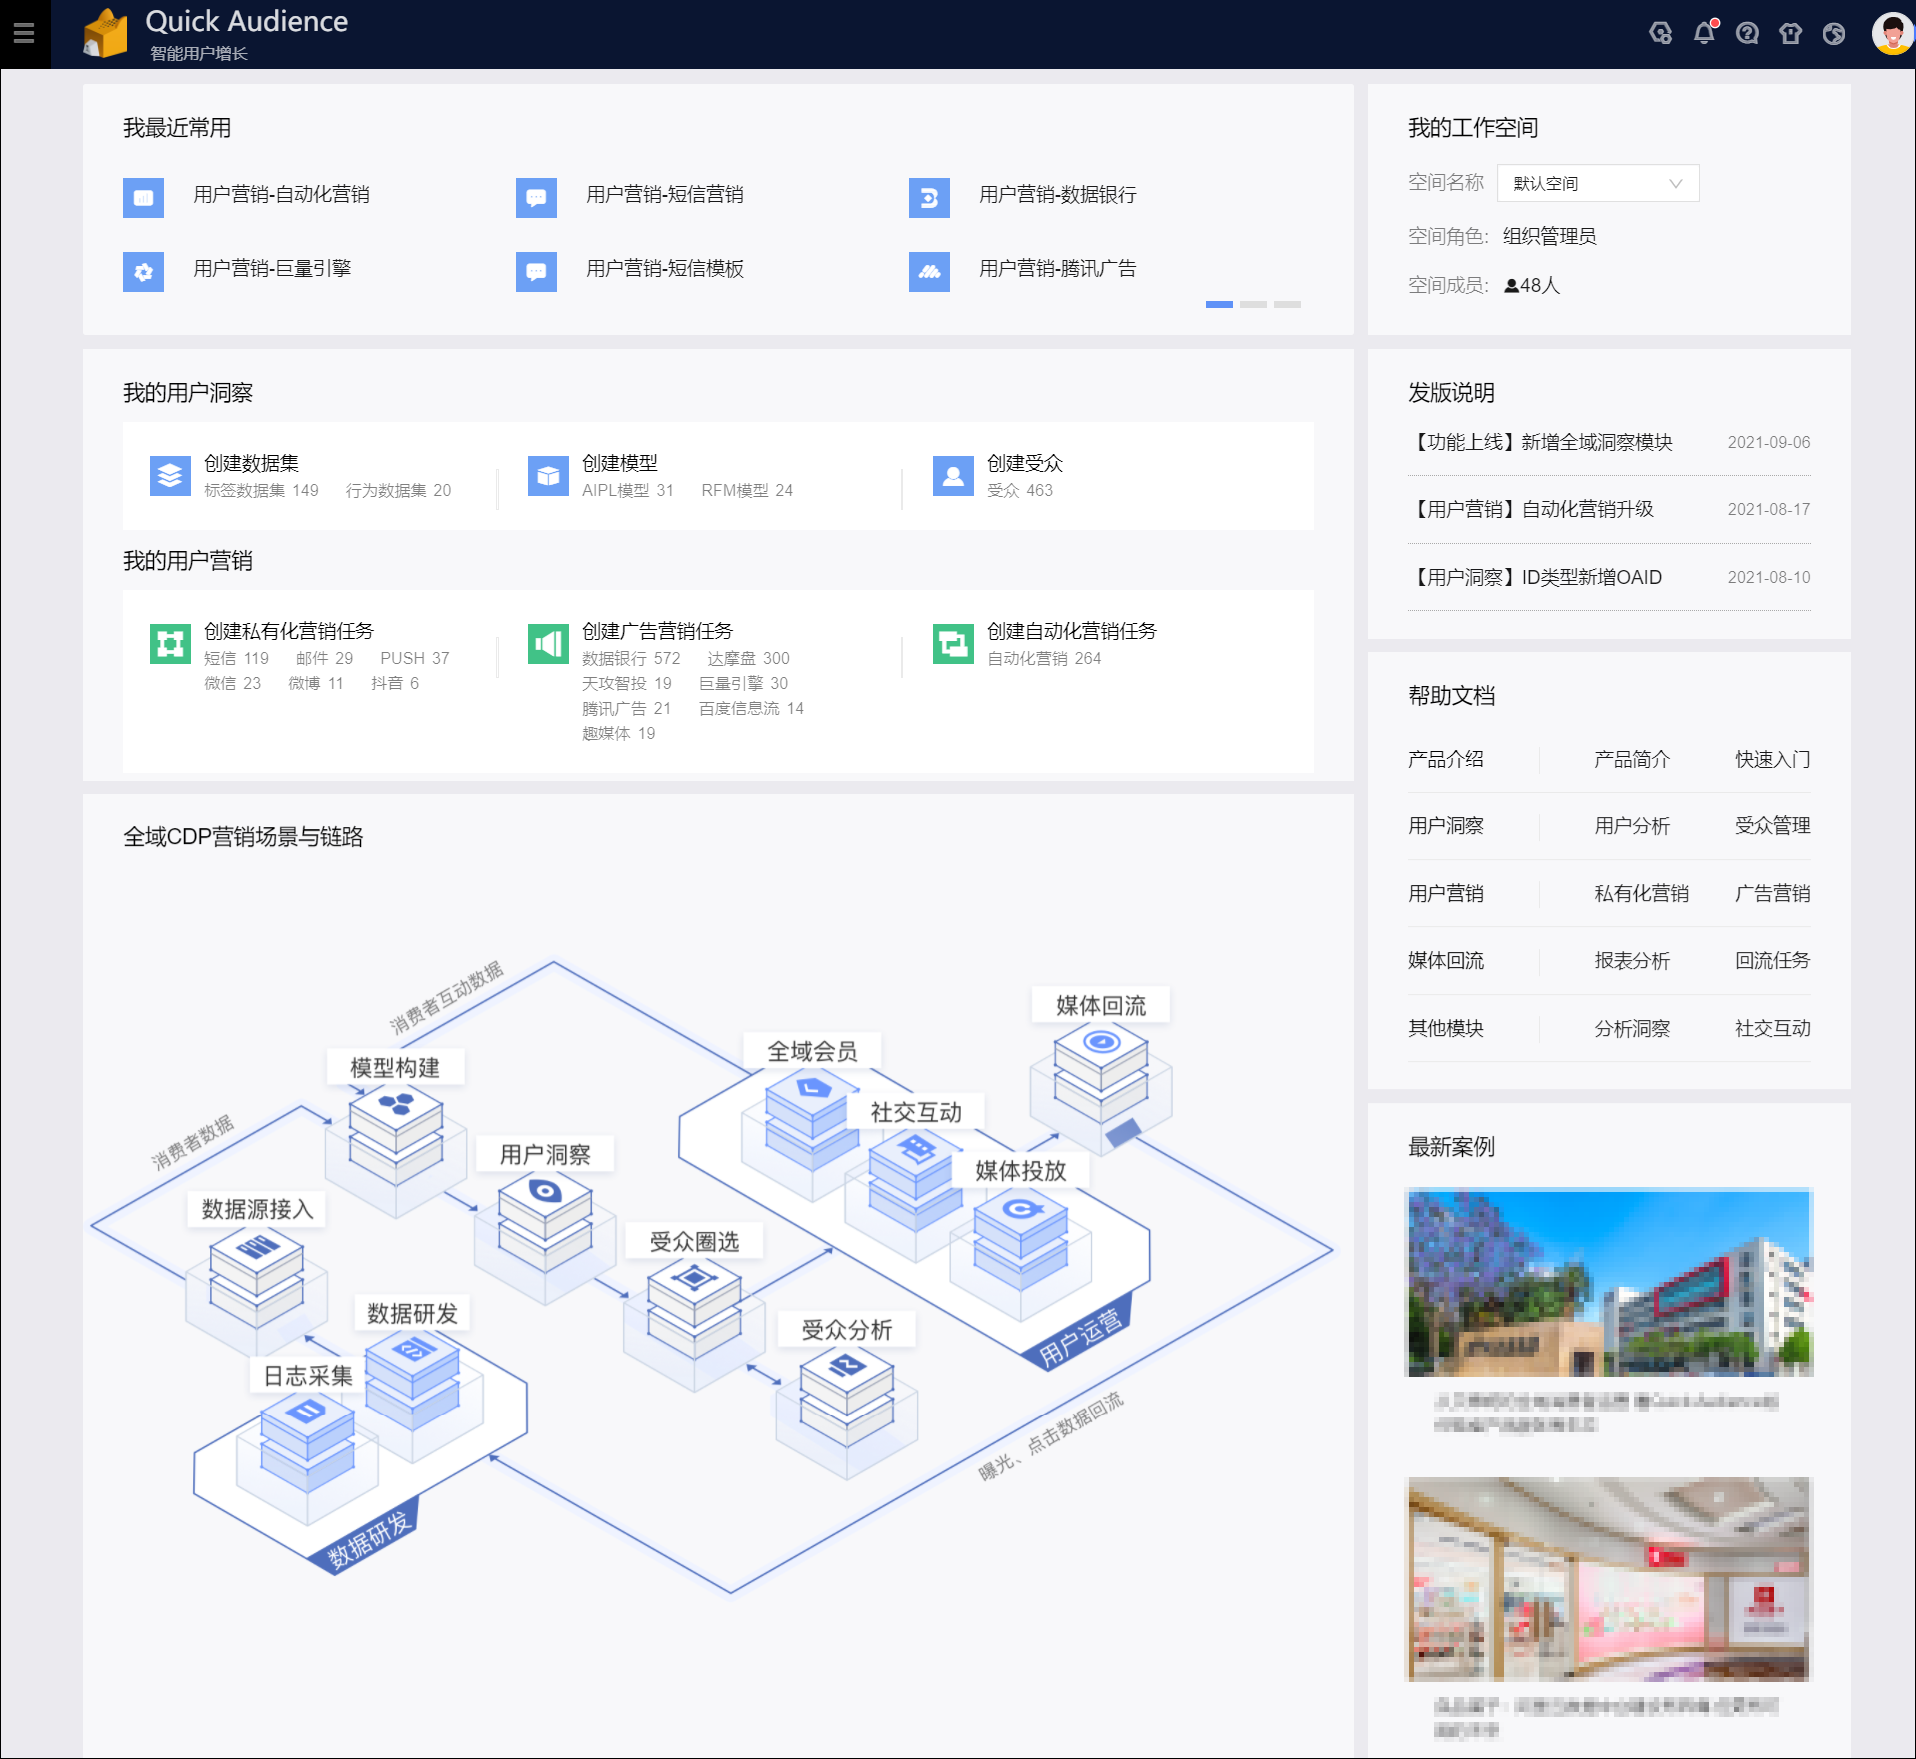 Quick Audience
智能用户增长
我最近常用
用户营销-自动化营销
用户营销-短信营销
用户营销-数据银行
用户营销-巨量引擎
用户营销-短信模板
用户营销-腾讯广告
我的工作空间
空间名称 默认空间
空间角色: 组织管理员
空间成员: 48人
我的用户洞察
创建数据集
标签数据集 149 行为数据集 20
创建模型
AIPL模型 31 RFM模型 24
创建受众
受众 463
我的用户营销
创建私有化营销任务
短信 119 邮件 29 PUSH 37
微信 23 微博 11 抖音 6
创建广告营销任务
数据银行 572 达摩盘 300
天攻智投 19 巨量引擎 30
腾讯广告 21 百度信息流 14
趣媒体 19
创建自动化营销任务
自动化营销 264
发版说明
【功能上线】新增全域洞察模块 2021-09-06
【用户营销】自动化营销升级 2021-08-17
【用户洞察】ID类型新增OAID 2021-08-10
帮助文档
产品介绍 产品简介 快速入门
用户洞察 用户分析 受众管理
用户营销 私有化营销 广告营销
媒体回流 报表分析 回流任务
其他模块 分析洞察 社交互动
全域CDP营销场景与链路
消费者互动数据
媒体回流
全域会员
模型构建
社交互动
消费者数据
用户洞察
媒体投放
数据源接入
受众圈选
数据研发
受众分析
用户运营
日志采集
曝光、点击数据回流
数据研发
最新案例